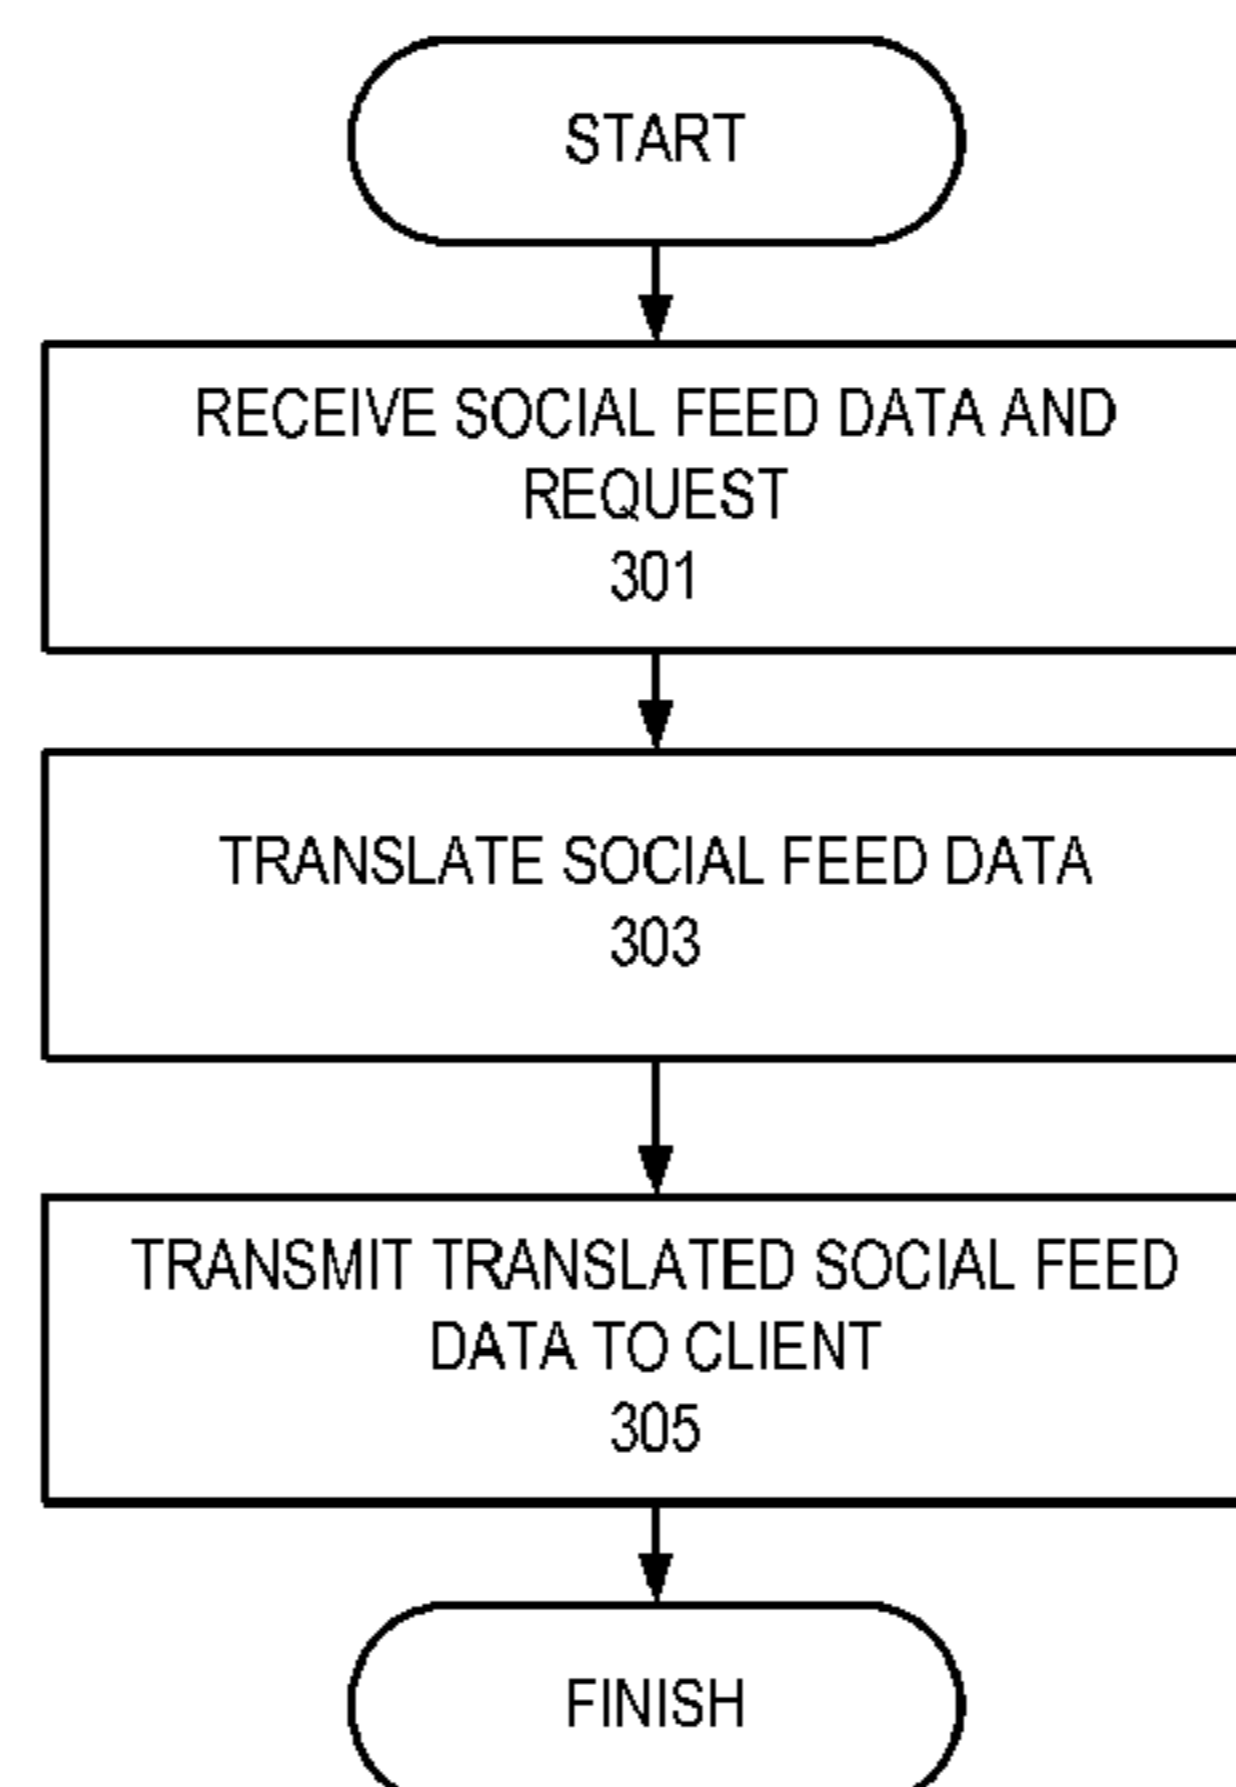 START
RECEIVE SOCIAL FEED DATA AND
REQUEST
301
TRANSLATE SOCIAL FEED DATA
303
TRANSMIT TRANSLATED SOCIAL FEED
DATA TO CLIENT
305
FINISH